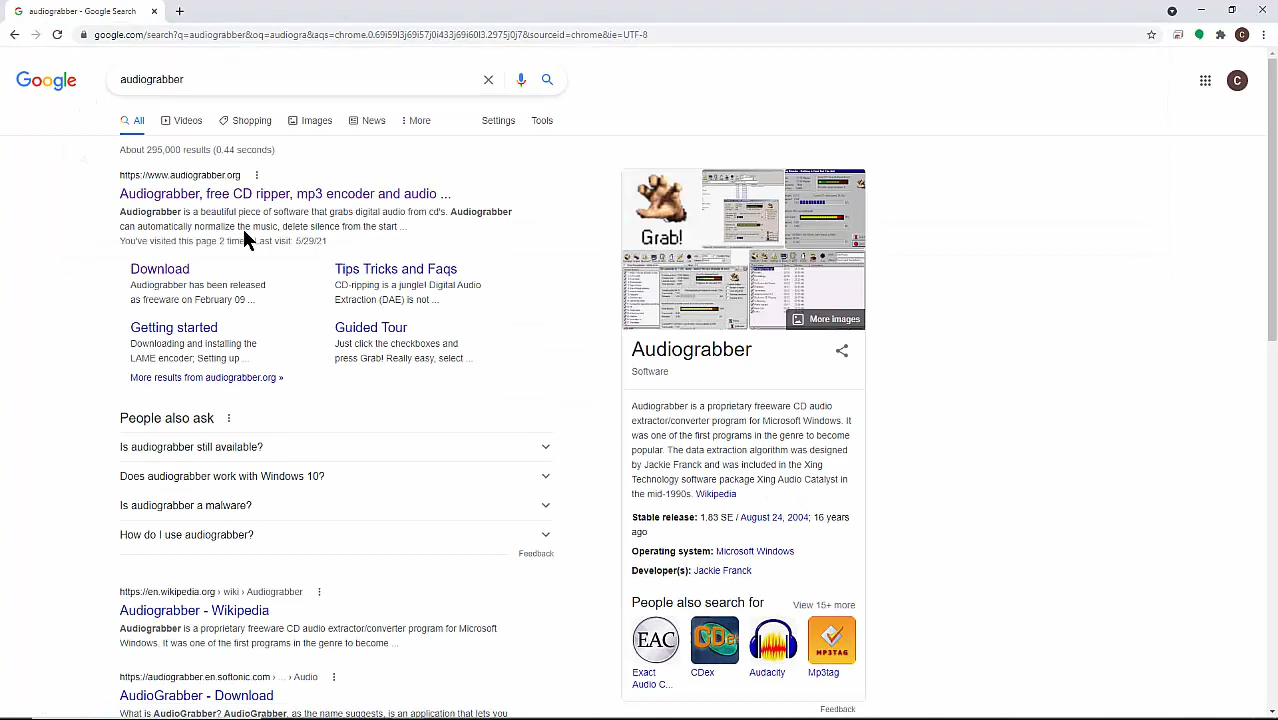 audiograbber - Google Search
google.com/search?q=audiograbber&oq=audiogra&aqs=chrome.0.69i59l3j69i57j0i433j69i60l3.2975j0j7&sourceid=chrome&ie=UTF-8
C
Google
audiograbber
C
All
Videos
Shopping
Images
News
More
Settings
Tools
About 295,000 results (0.44 seconds)
https://www.audiograbber.org
Audiograbber, free CD ripper, mp3 and audio ...
Audiograbber is a beautiful piece of software that grabs digital audio from cd's. Audiograbber
can automatically normalize the music, delete silence from the start ...
You've visited this page 2 times. Last visit: 5/29/21
Download
Audiograbber has been released
as freeware on February 09 ...
Tips Tricks and Faqs
CD ripping is called Digital Audio
Extraction (DAE). It is not ...
Getting started
Downloading and installing the
LAME encoder; Setting up ...
Guided Tour
Just click the checkboxes and
press Grab! Really easy, select ...
More results from audiograbber.org »
People also ask
Is audiograbber still available?
Does audiograbber work with Windows 10?
Is audiograbber a malware?
How do I use audiograbber?
Feedback
https://en.wikipedia.org › wiki › Audiograbber
Audiograbber - Wikipedia
Audiograbber is a proprietary freeware CD audio extractor/converter program for Microsoft
Windows. It was one of the first programs in the genre to become ...
https://audiograbber.en.softonic.com › ... › Audio
AudioGrabber - Download
What is AudioGrabber? AudioGrabber, as the name suggests, is an application that lets you
Grab!
More images
Audiograbber
Software
Audiograbber is a proprietary freeware CD audio
extractor/converter program for Microsoft Windows. It
was one of the first programs in the genre to become
popular. The data extraction algorithm was designed
by Jackie Franck and was included in the Xing
Technology software package Xing Audio Catalyst in
the mid-1990s. Wikipedia
Stable release: 1.83 SE / August 24, 2004; 16 years
ago
Operating system: Microsoft Windows
Developer(s): Jackie Franck
People also search for
View 15+ more
EAC
CDex
MP3TAG
Exact
Audio C...
CDex
Audacity
Mp3tag
Feedback